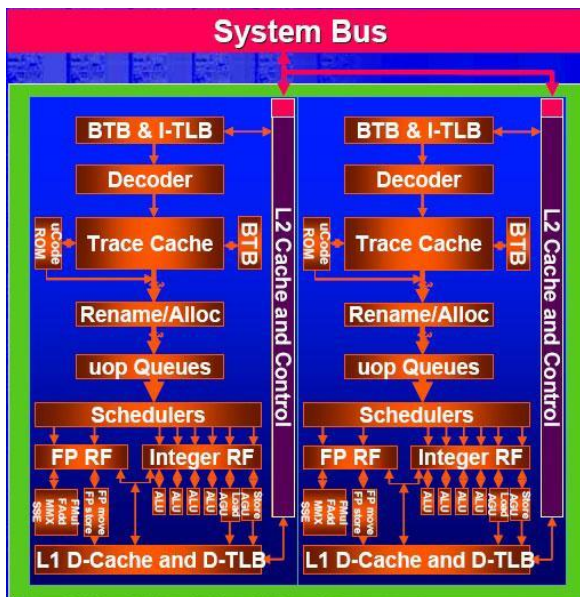 System Bus
BTB & I-TLB
Decoder
Trace Cache
BTB
uCode
ROM
3
Rename/Alloc
3
uop Queues
Schedulers
FP RF
Integer RF
FMul
FAdd
MMX
SSE
FP move
FP store
ALU
ALU
ALU
ALU
Load
AGU
Store
AGU
L1 D-Cache and D-TLB
L2 Cache and Control
BTB & I-TLB
Decoder
Trace Cache
BTB
uCode
ROM
3
Rename/Alloc
3
uop Queues
Schedulers
FP RF
Integer RF
FMul
FAdd
MMX
SSE
FP move
FP store
ALU
ALU
ALU
ALU
Load
AGU
Store
AGU
L1 D-Cache and D-TLB
L2 Cache and Control